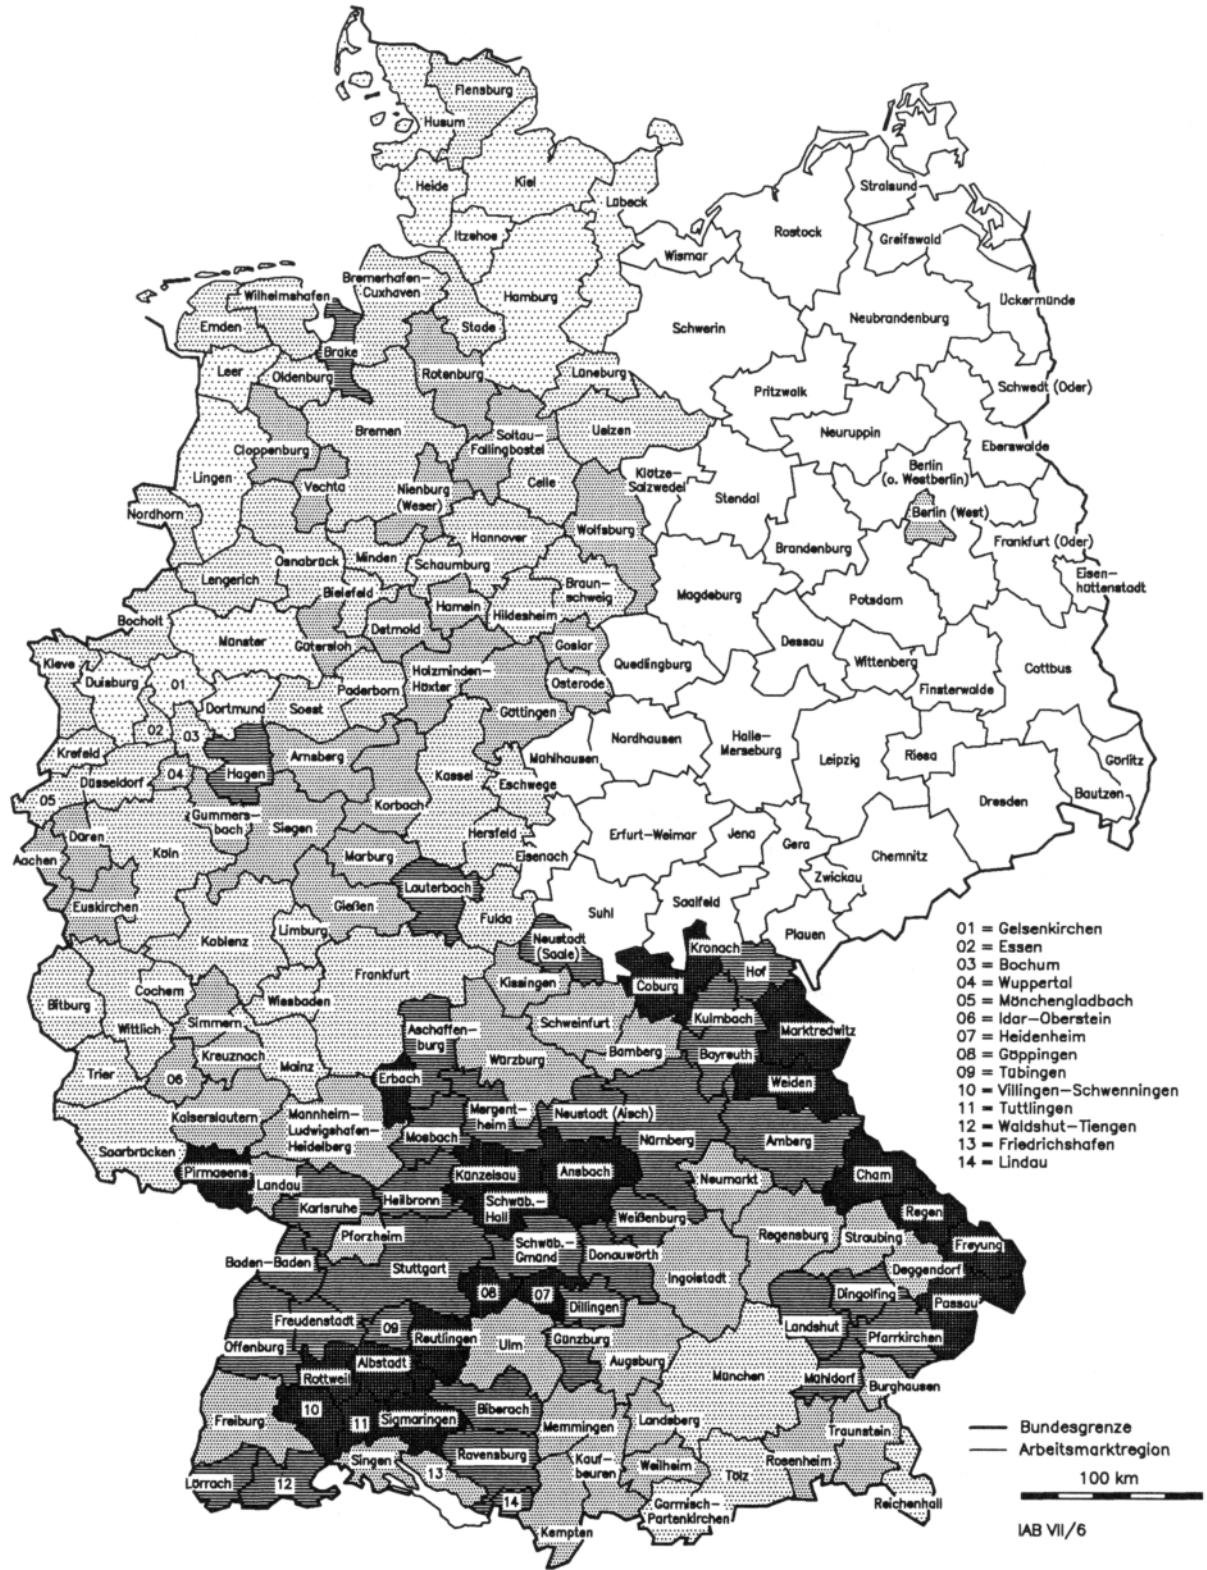 Flensburg
Husum
Heide
Kiel
Lübeck
Itzehoe
Stralsund
Rostock
Greifswald
Wismar
Bremerhafen-
Cuxhaven
Wilhelmshafen
Hamburg
Ückermünde
Emden
Stade
Schwerin
Neubrandenburg
Brake
Leer
Oldenburg
Rotenburg
Lüneburg
Pritzwalk
Schwedt (Oder)
Bremen
Uelzen
Neuruppin
Cloppenburg
Soltau-
Fallingbostel
Eberswalde
Lingen
Vechta
Nienburg
(Weser)
Celle
Klötze-
Salzwedel
Stendal
Berlin
(o. Westberlin)
Nordhorn
Berlin (West)
Wolfsburg
Hannover
Frankfurt (Oder)
Brandenburg
Osnabrück
Minden
Schaumburg
Lengerich
Bielefeld
Braun-
schweig
Eisen-
hüttenstadt
Magdeburg
Potsdam
Hameln
Hildesheim
Bocholt
Detmold
Münster
Gütersloh
Goslar
Dessau
Kleve
Quedlingburg
Wittenberg
Cottbus
Duisburg
01
Paderborn
Holzminden-
Höxter
Osterode
Finsterwalde
Dortmund
Soest
Göttingen
02
03
Nordhausen
Halle-
Merseburg
Krefeld
Arnsberg
Mühlhausen
Leipzig
Riesa
Görlitz
Hagen
Kassel
Düsseldorf
04
Eschwege
05
Korbach
Dresden
Bautzen
Gummers-
bach
Siegen
Düren
Hersfeld
Erfurt-Weimar
Jena
Gera
Köln
Marburg
Eisenach
Chemnitz
Aachen
Lauterbach
Zwickau
Euskirchen
Gießen
Fulda
Suhl
Saalfeld
Limburg
Plauen
Koblenz
Neustadt
(Saale)
Kronach
Frankfurt
Hof
Kissingen
Coburg
Cochem
Wiesbaden
Bitburg
Simmern
Schweinfurt
Kulmbach
Wittlich
Aschaffen-
burg
Marktredwitz
Kreuznach
Bamberg
Bayreuth
Mainz
Würzburg
Trier
06
Erbach
Weiden
Kaiserslautern
Mannheim-
Ludwigshafen-
Heidelberg
Mergent-
heim
Neustadt (Aisch)
Mosbach
Nürnberg
Amberg
Saarbrücken
Pirmasens
Künzelsau
Ansbach
Cham
Landau
Neumarkt
Karlsruhe
Heilbronn
Schwäb.-
Hall
Weißenburg
Regen
Pforzheim
Regensburg
Straubing
Schwäb.-
Gmünd
Donauwörth
Freyung
Baden-Baden
Stuttgart
Deggendorf
Ingolstadt
08
07
Dingolfing
Passau
Dillingen
Freudenstadt
09
Landshut
Offenburg
Reutlingen
Günzburg
Pfarrkirchen
Ulm
Albstadt
Augsburg
Rottweil
München
Mühldorf
Burghausen
10
11
Sigmaringen
Biberach
Freiburg
Memmingen
Landsberg
Traunstein
Ravensburg
Singen
Kauf-
beuren
Weilheim
Rosenheim
Lörrach
12
13
Tölz
14
Garmisch-
Partenkirchen
Reichenhall
Kempten
01 = Gelsenkirchen
02 = Essen
03 = Bochum
04 = Wuppertal
05 = Mönchengladbach
06 = Idar-Oberstein
07 = Heidenheim
08 = Göppingen
09 = Tübingen
10 = Villingen-Schwenningen
11 = Tuttlingen
12 = Waldshut-Tiengen
13 = Friedrichshafen
14 = Lindau
Bundesgrenze
Arbeitsmarktregion
100 km
IAB VII/6